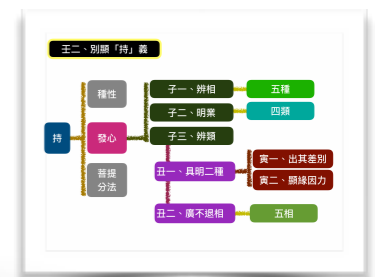 壬二、別顯「持」義
持
種性
發心
菩提
分法
子一、辨相
五種
子二、明業
四類
子三、辨類
丑一、具明二種
寅一、出其差別
寅二、顯緣因力
丑二、廣不退相
五相